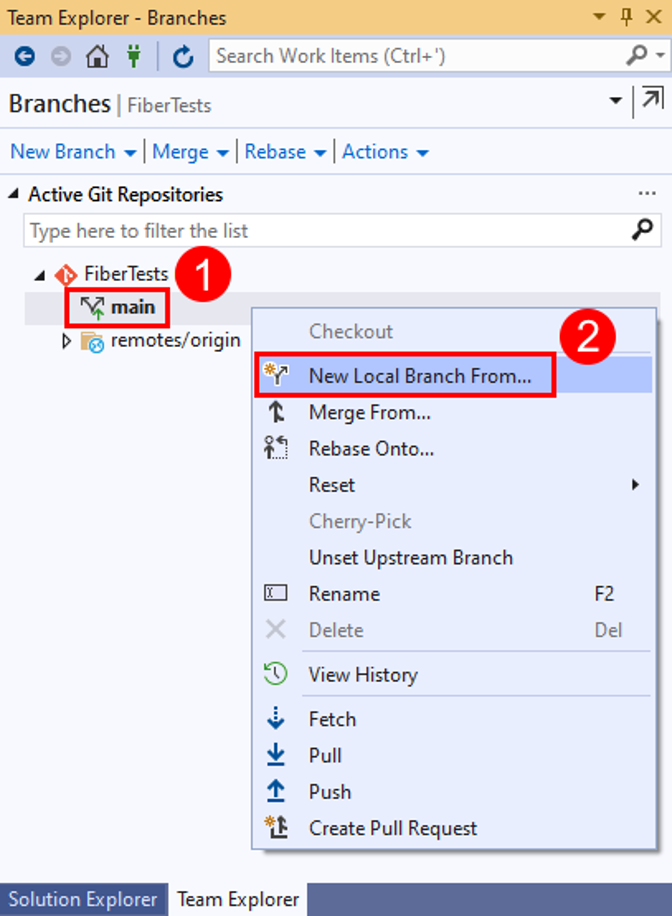 Team Explorer - Branches
Search Work Items (Ctrl+')
Branches | FiberTests
New Branch | Merge | Rebase | Actions
Active Git Repositories
Type here to filter the list
FiberTests 1
main
remotes/origin
Checkout
2
New Local Branch From...
Merge From...
Rebase Onto...
Reset
Cherry-Pick
Unset Upstream Branch
Rename F2
Delete Del
View History
Fetch
Pull
Push
Create Pull Request
Solution Explorer Team Explorer